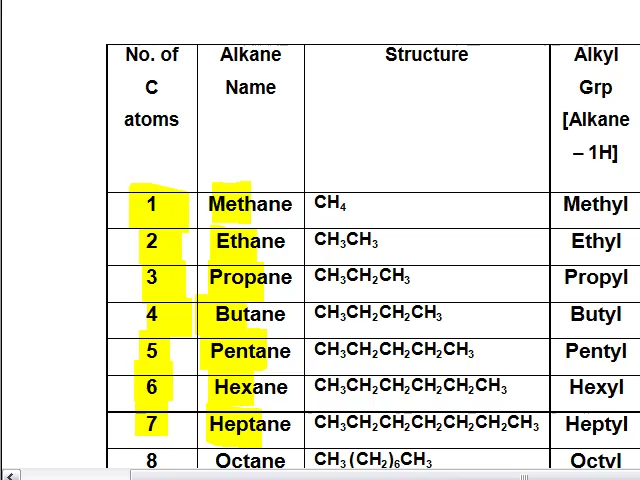 No. of C atoms Alkane Name Structure Alkyl Grp [Alkane – 1H]
1 Methane CH₄ Methyl
2 Ethane CH₃CH₃ Ethyl
3 Propane CH₃CH₂CH₃ Propyl
4 Butane CH₃CH₂CH₂CH₃ Butyl
5 Pentane CH₃CH₂CH₂CH₂CH₃ Pentyl
6 Hexane CH₃CH₂CH₂CH₂CH₂CH₃ Hexyl
7 Heptane CH₃CH₂CH₂CH₂CH₂CH₂CH₃ Heptyl
8 Octane CH₃(CH₂)₆CH₃ Octyl